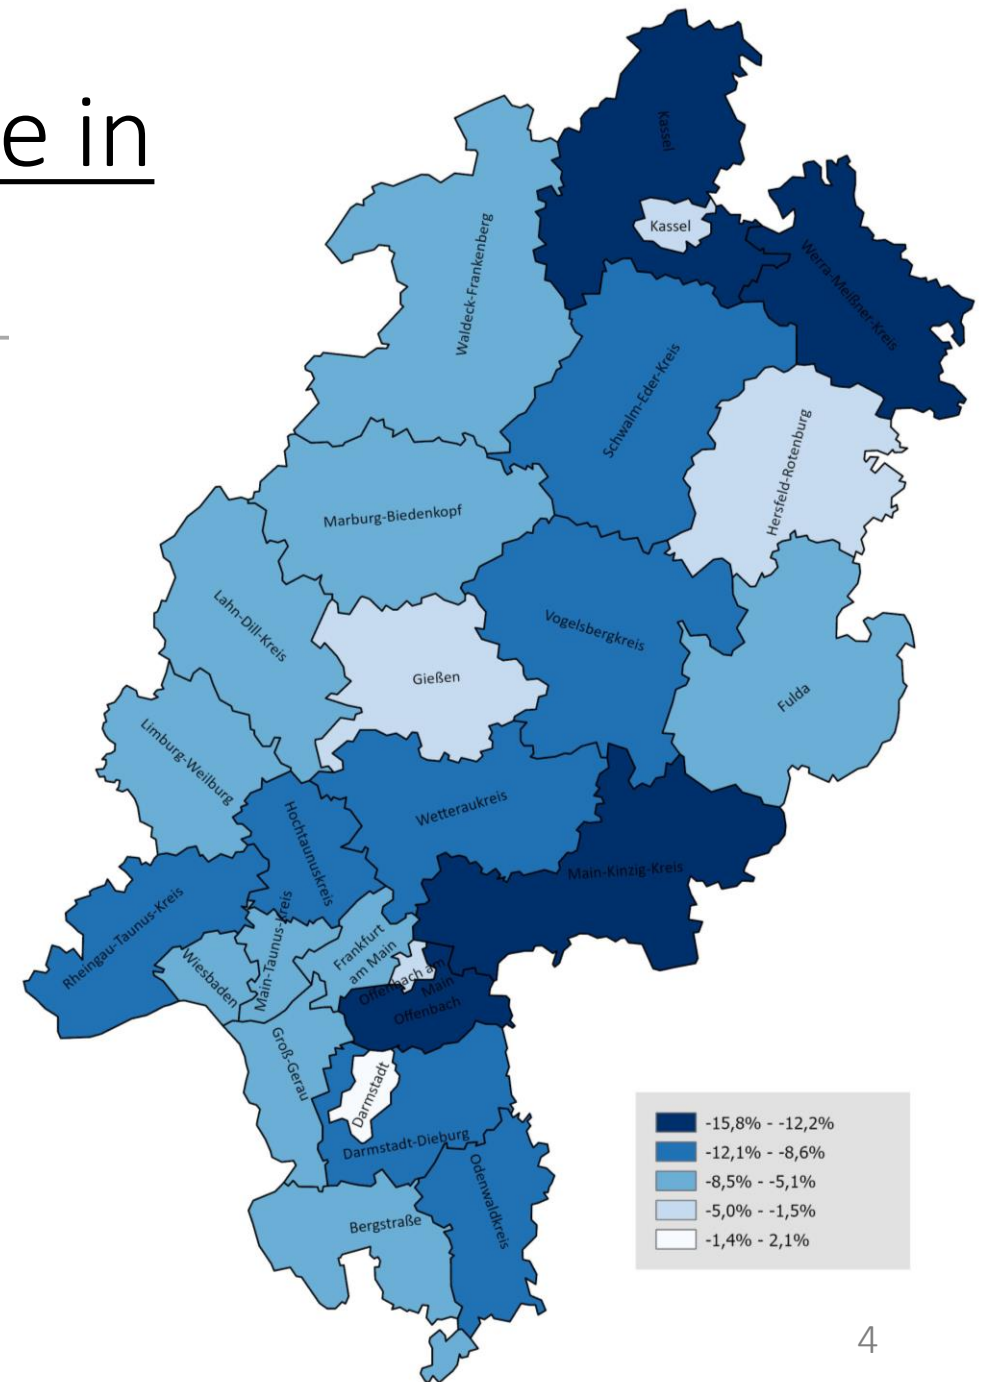 e in
Kassel
Kassel
Werra-Meißner-Kreis
Waldeck-Frankenberg
Schwalm-Eder-Kreis
Hersfeld-Rotenburg
Marburg-Biedenkopf
Lahn-Dill-Kreis
Vogelsbergkreis
Gießen
Fulda
Limburg-Weilburg
Wetteraukreis
Hochtaunuskreis
Main-Kinzig-Kreis
Rheingau-Taunus-Kreis
Main-Taunus-Kreis
Frankfurt
am Main
Wiesbaden
Offenbach am
Main
Offenbach
Groß-Gerau
Darmstadt
Darmstadt-Dieburg
Odenwaldkreis
Bergstraße
-15,8% - -12,2%
-12,1% - -8,6%
-8,5% - -5,1%
-5,0% - -1,5%
-1,4% - 2,1%
4